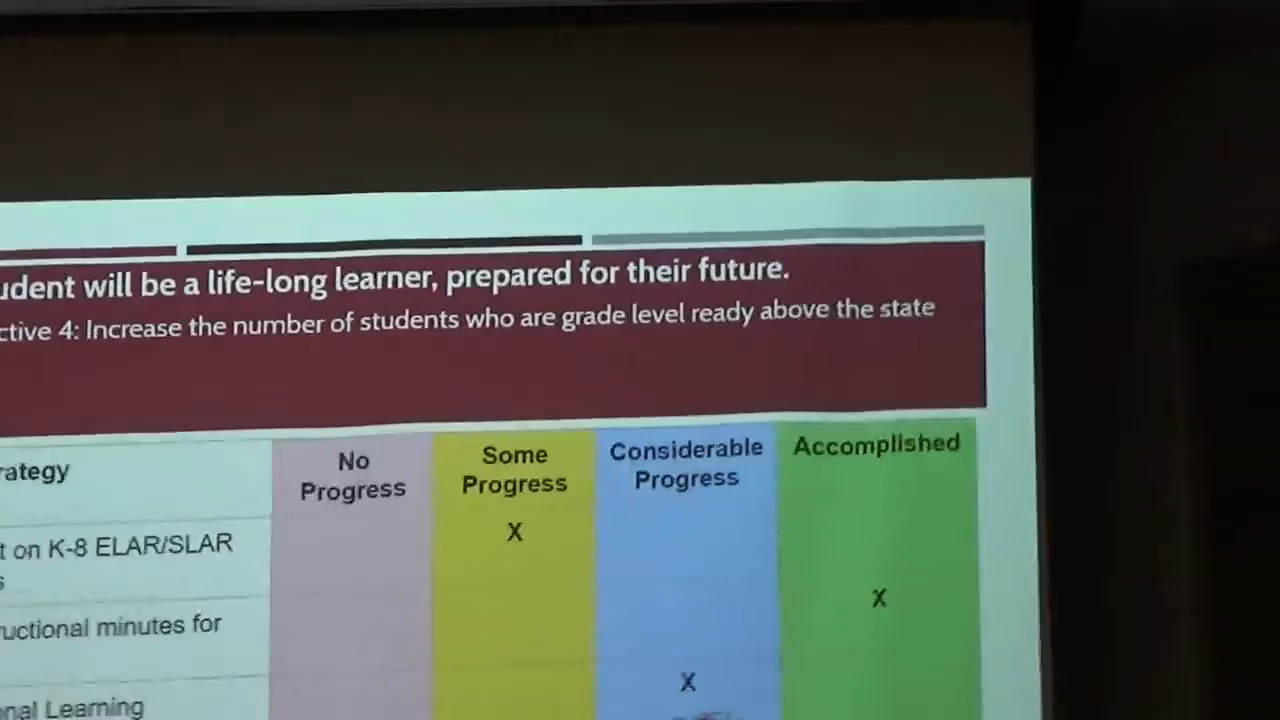 udent will be a life-long learner, prepared for their future.
ctive 4: Increase the number of students who are grade level ready above the state
rategy
No Progress
Some Progress
Considerable Progress
Accomplished
t on K-8 ELAR/SLAR
s
X
uctional minutes for
X
nal Learning
X